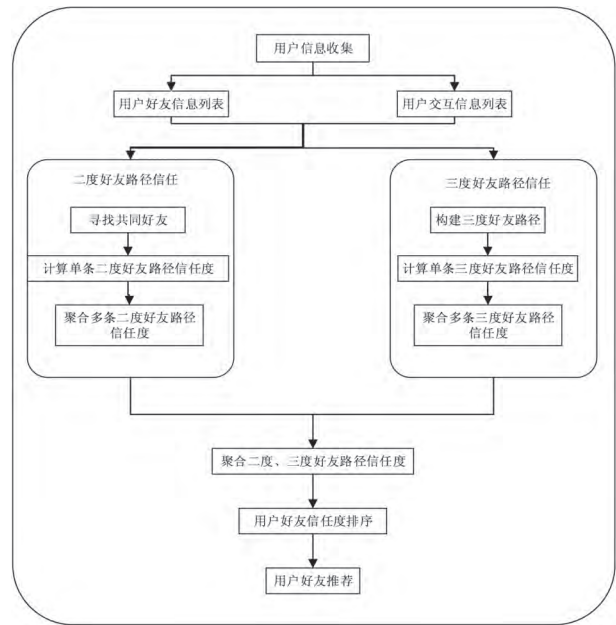 用户信息收集
用户好友信息列表
用户交互信息列表
二度好友路径信任
寻找共同好友
计算单条二度好友路径信任度
聚合多条二度好友路径
信任度
三度好友路径信任
构建三度好友路径
计算单条三度好友路径信任度
聚合多条三度好友路径
信任度
聚合二度、三度好友路径信任度
用户好友信任度排序
用户好友推荐